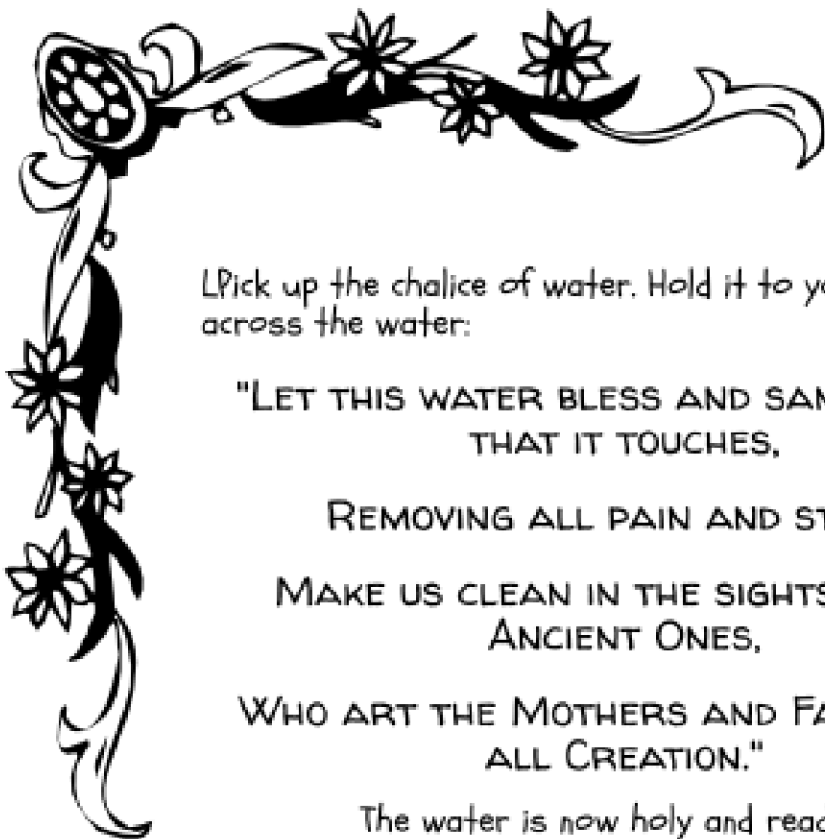 LPick up the chalice of water. Hold it to
across the water:
"LET THIS WATER BLESS AND
THAT IT TOUCHES,
REMOVING ALL PAIN AND
MAKE US CLEAN IN THE SIGHTS
ANCIENT ONES,
WHO ART THE MOTHERS AND
ALL CREATION."
The water is now holy and